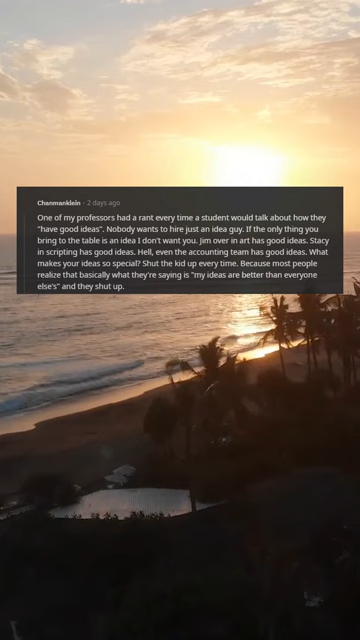 Chanmanklein · 2 days ago
One of my professors had a rant every time a student would talk about how they
"have good ideas". Nobody wants to hire just an idea guy. If the only thing you
bring to the table is an idea I don't want you. Jim over in art has good ideas. Stacy
in scripting has good ideas. Hell, even the accounting team has good ideas. What
makes your ideas so special? Shut the kid up every time. Because most people
realize that basically what they're saying is "my ideas are better than everyone
else's" and they shut up.